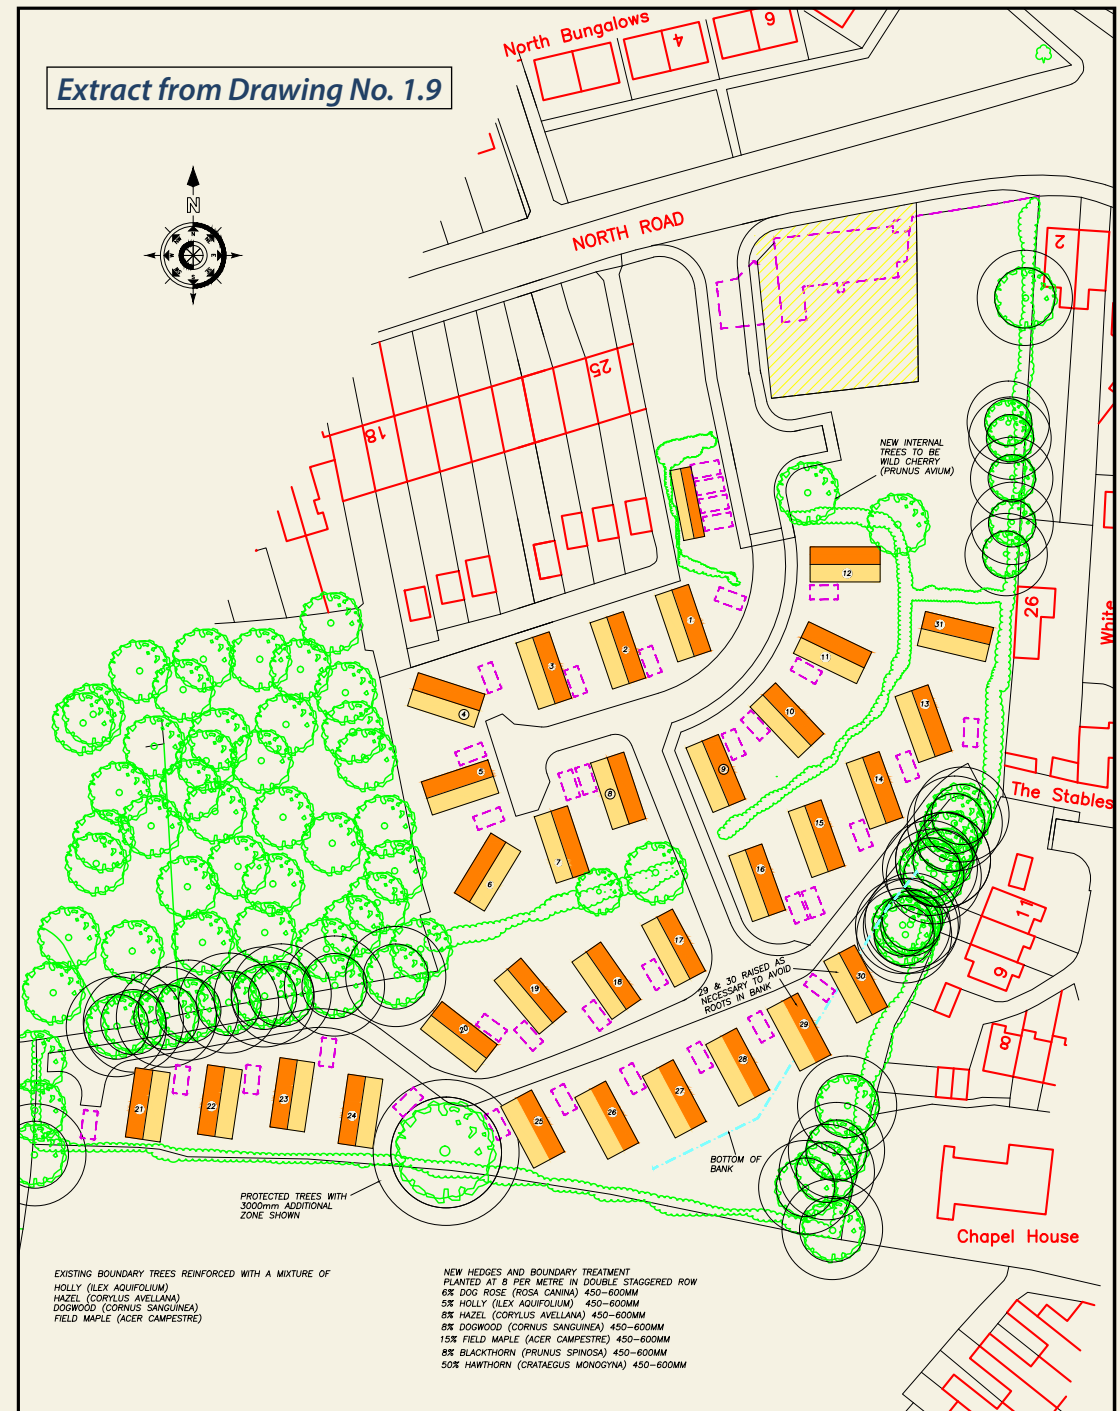 North Bungalows
4
6
Extract from Drawing No. 1.9
N
NORTH ROAD
2
25
18
NEW INTERNAL
TREES TO BE
WILD CHERRY
(PRUNUS AVIUM)
12
26
White
1
2
3
4
5
6
7
8
9
10
11
31
13
14
15
16
The Stables
11
9
8
17
18
19
20
29 & 30 RAISED AS
NECESSARY TO AVOID
ROOTS IN BANK
30
29
28
27
26
25
21
22
23
24
BOTTOM OF
BANK
PROTECTED TREES WITH
3000mm ADDITIONAL
ZONE SHOWN
Chapel House
EXISTING BOUNDARY TREES REINFORCED WITH A MIXTURE OF
HOLLY (ILEX AQUIFOLIUM)
HAZEL (CORYLUS AVELLANA)
DOGWOOD (CORNUS SANGUINEA)
FIELD MAPLE (ACER CAMPESTRE)
NEW HEDGES AND BOUNDARY TREATMENT
PLANTED AT 8 PER METRE IN DOUBLE STAGGERED ROW
6% DOG ROSE (ROSA CANINA) 450-600MM
5% HOLLY (ILEX AQUIFOLIUM) 450-600MM
8% HAZEL (CORYLUS AVELLANA) 450-600MM
8% DOGWOOD (CORNUS SANGUINEA) 450-600MM
15% FIELD MAPLE (ACER CAMPESTRE) 450-600MM
8% BLACKTHORN (PRUNUS SPINOSA) 450-600MM
50% HAWTHORN (CRATAEGUS MONOGYNA) 450-600MM